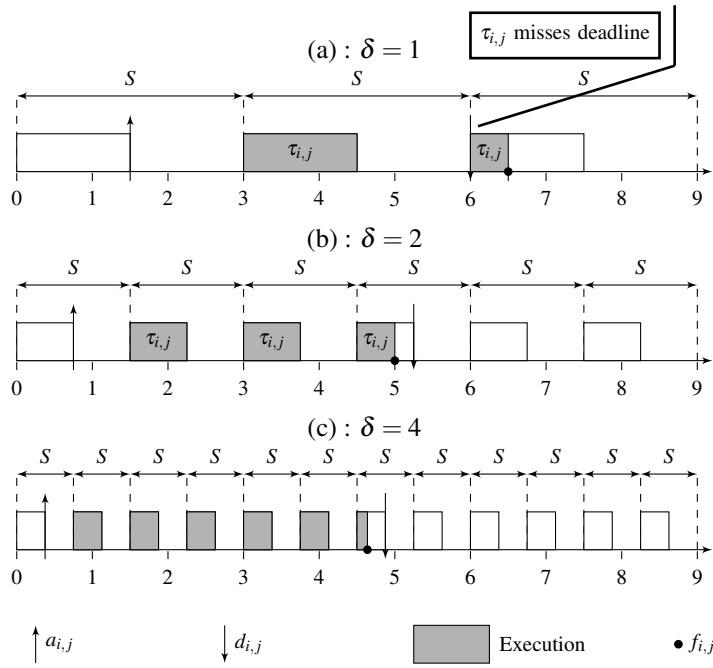 τi,j misses deadline
(a) : δ = 1
S S S
τi,j τi,j
0 1 2 3 4 5 6 7 8 9
(b) : δ = 2
S S S S S S
τi,j τi,j τi,j
0 1 2 3 4 5 6 7 8 9
(c) : δ = 4
S S S S S S S S S S S S
0 1 2 3 4 5 6 7 8 9
ai,j di,j Execution fi,j